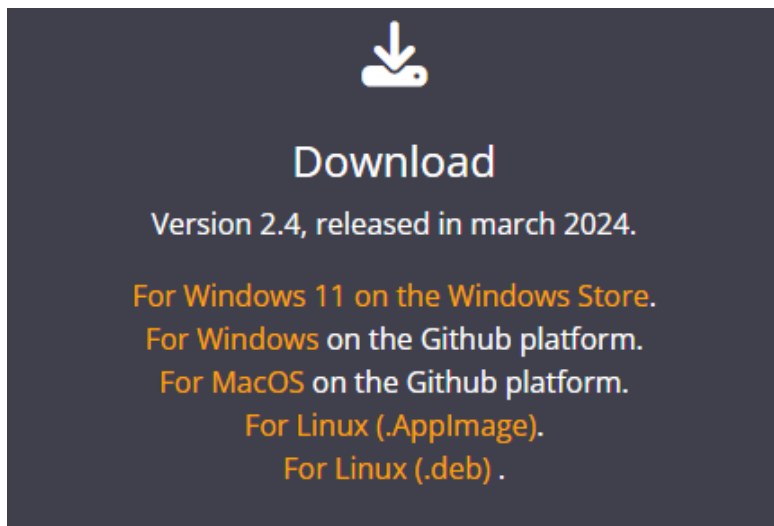 Download
Version 2.4, released in march 2024.
For Windows 11 on the Windows Store.
For Windows on the Github platform.
For MacOS on the Github platform.
For Linux (.AppImage).
For Linux (.deb) .